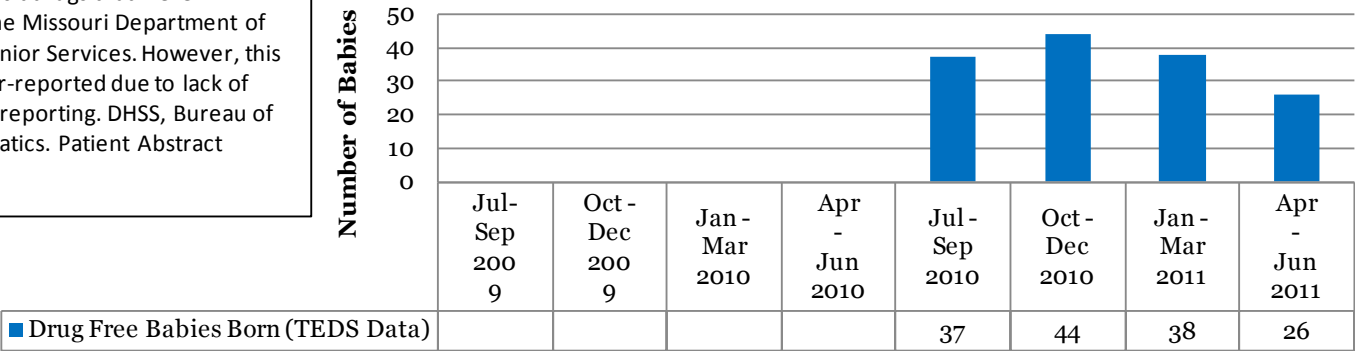 he Missouri Department of
nior Services. However, this
r-reported due to lack of
reporting. DHSS, Bureau of
atics. Patient Abstract
Number of Babies
50
40
30
20
10
0
Jul-
Sep
200
9
Oct -
Dec
200
9
Jan -
Mar
2010
Apr
-
Jun
2010
Jul -
Sep
2010
Oct -
Dec
2010
Jan -
Mar
2011
Apr
-
Jun
2011
Drug Free Babies Born (TEDS Data)
37
44
38
26